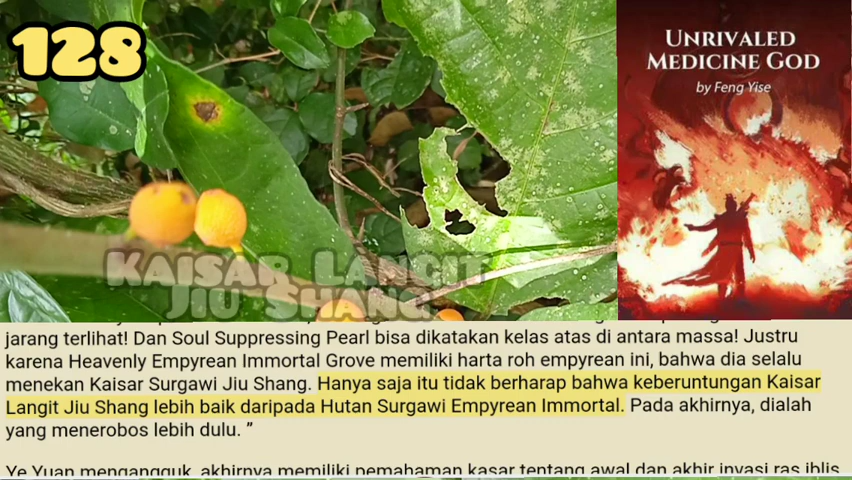 128
UNRIVALED
MEDICINE GOD
by Feng Yise
KAISAR LANGIT
JIU SHANG
jarang terlihat! Dan Soul Suppressing Pearl bisa dikatakan kelas atas di antara massa! Justru
karena Heavenly Empyrean Immortal Grove memiliki harta roh empyrean ini, bahwa dia selalu
menekan Kaisar Surgawi Jiu Shang. Hanya saja itu tidak berharap bahwa keberuntungan Kaisar
Langit Jiu Shang lebih baik daripada Hutan Surgawi Empyrean Immortal. Pada akhirnya, dialah
yang menerobos lebih dulu. ”
Ye Yuan mengangguk, akhirnya memiliki pemahaman kasar tentang awal dan akhir invasi ras iblis